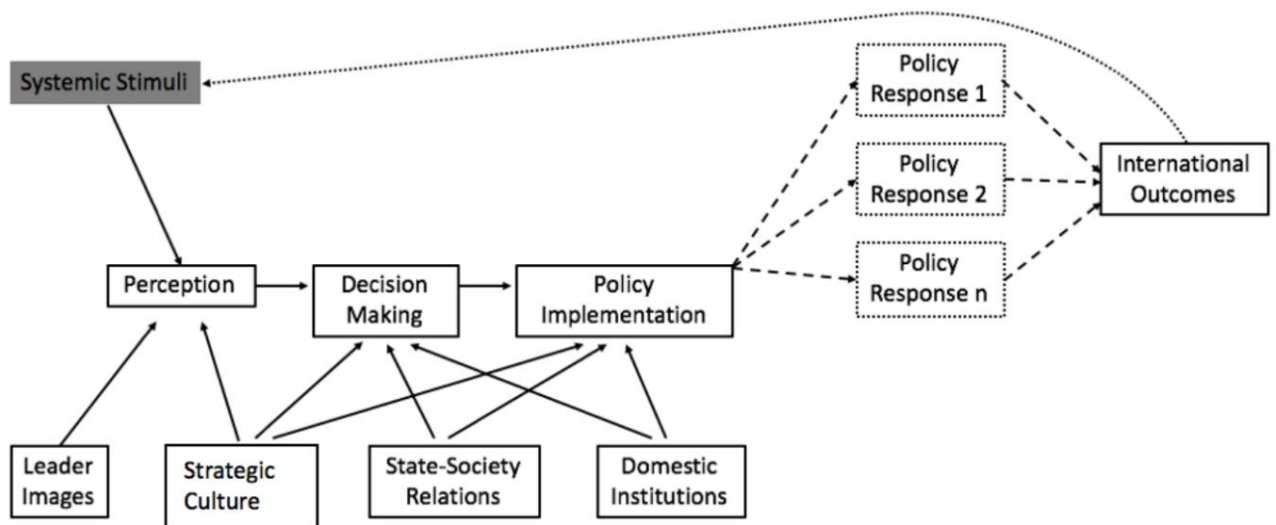 Systemic Stimuli
Policy
Response 1
Policy
Response 2
International
Outcomes
Policy
Response n
Perception
Decision
Making
Policy
Implementation
Leader
Images
Strategic
Culture
State-Society
Relations
Domestic
Institutions